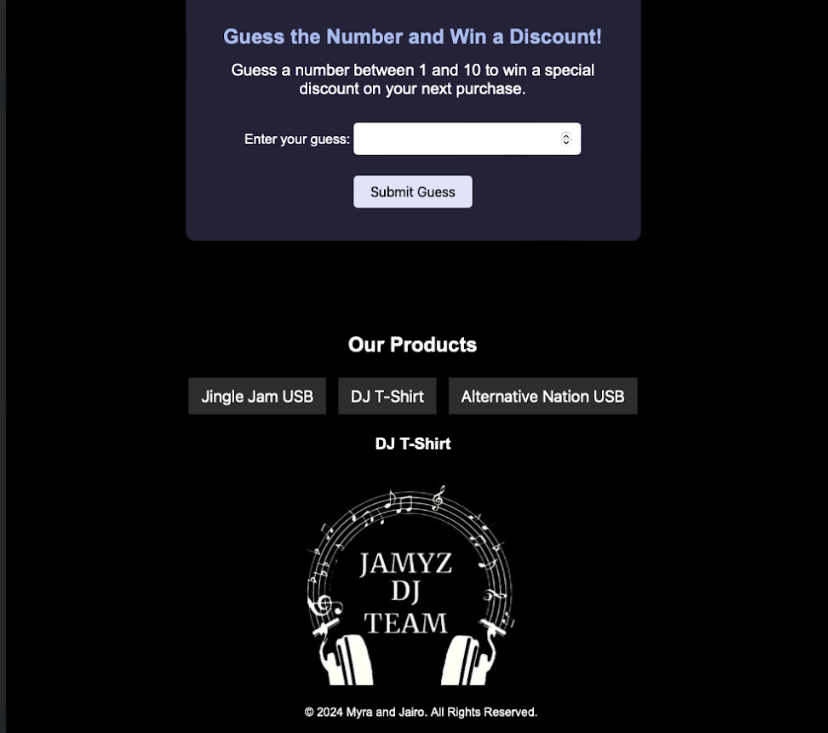 Guess the Number and Win a Discount!
Guess a number between 1 and 10 to win a special
discount on your next purchase.
Enter your guess:
Submit Guess
Our Products
Jingle Jam USB
DJ T-Shirt
Alternative Nation USB
DJ T-Shirt
JAMYZ
DJ
TEAM
© 2024 Myra and Jairo. All Rights Reserved.